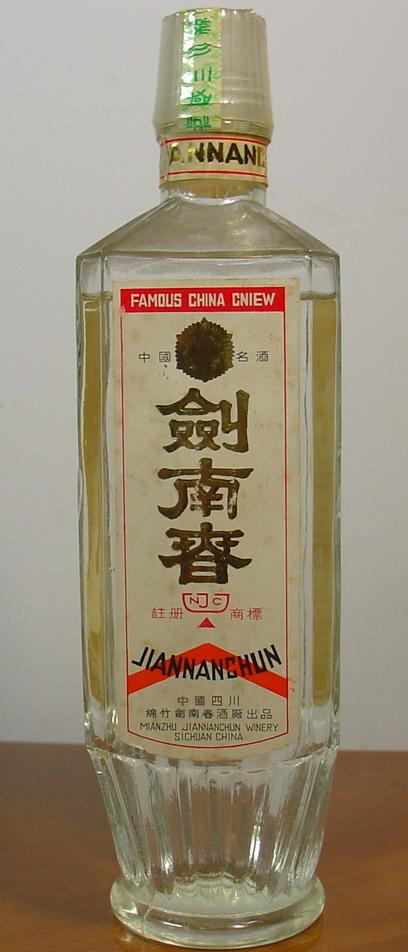 ANNANC
FAMOUS CHINA CNIEW
中國 名酒
劍南春
NJC
註册 商標
JIANNANCHUN
中國四川
綿竹劍南春酒廠出品
MIANZHU JIANNANCHUN WINERY
SICHUAN CHINA